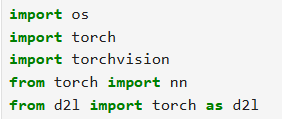 import os
import torch
import torchvision
from torch import nn
from d2l import torch as d2l